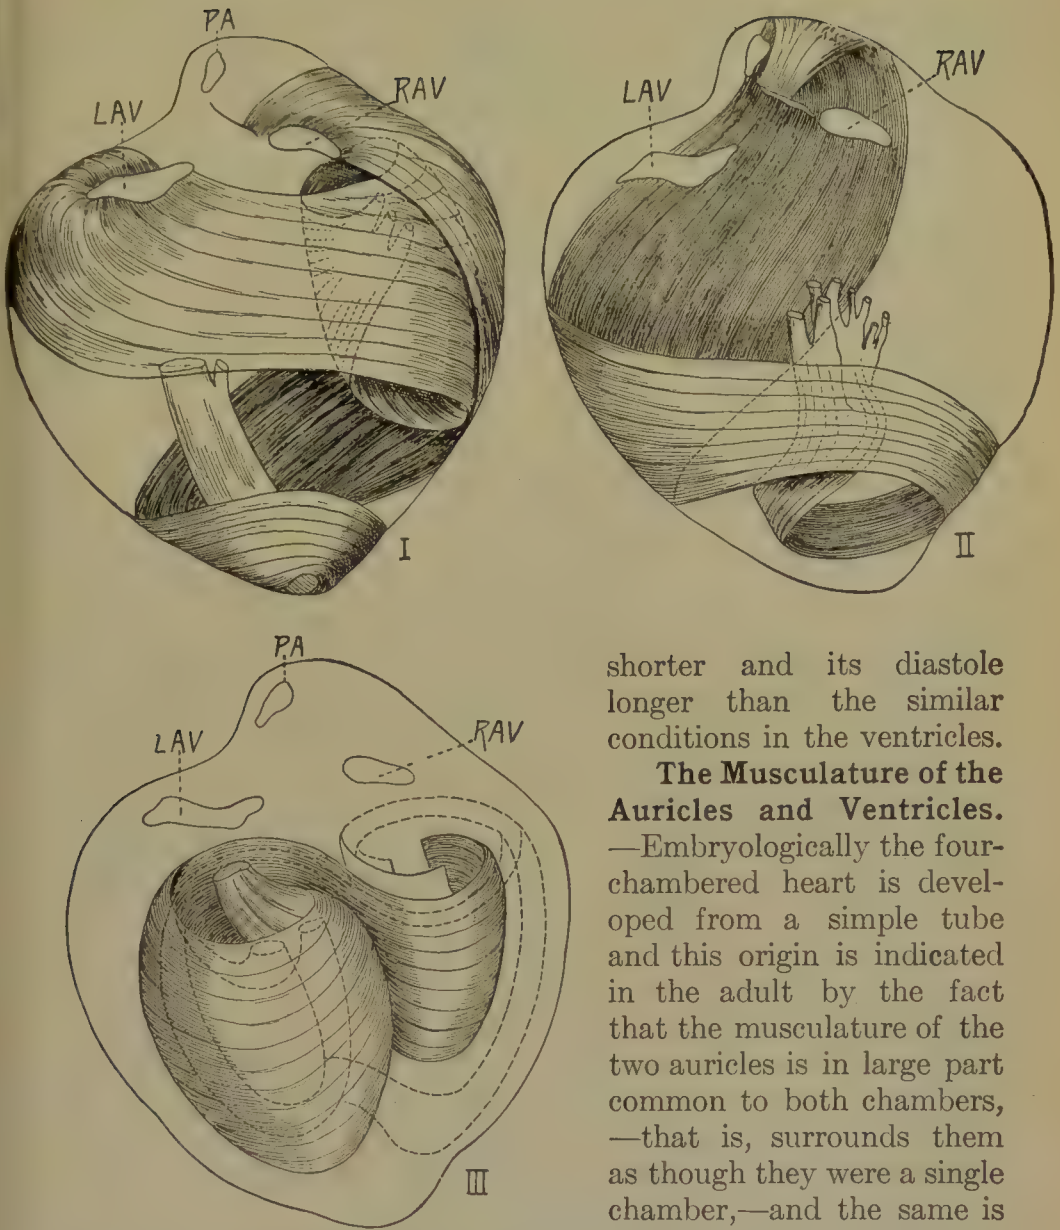 PA
LAV
RAV
I
LAV
RAV
II
PA
LAV
RAV
III
shorter and its diastole
longer than the similar
conditions in the ventricles.
The Musculature of the
Auricles and Ventricles.
—Embryologically the four-
chambered heart is devel-
oped from a simple tube
and this origin is indicated
in the adult by the fact
that the musculature of the
two auricles is in large part
common to both chambers,
—that is, surrounds them
as though they were a single
chamber,—and the same is